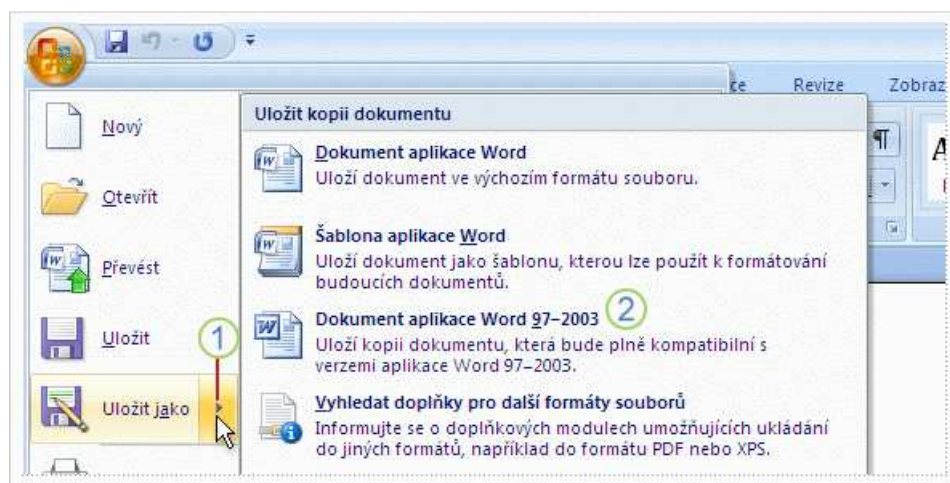 ce Revize Zobraz
Nový
Otevřít
Převést
Uložit
1
Uložit jako
Uložit kopii dokumentu
Dokument aplikace Word
Uloží dokument ve výchozím formátu souboru.
Šablona aplikace Word
Uloží dokument jako šablonu, kterou lze použít k formátování
budoucích dokumentů.
Dokument aplikace Word 97–2003 2
Uloží kopii dokumentu, která bude plně kompatibilní s
verzemi aplikace Word 97–2003.
Vyhledat doplňky pro další formáty souborů
Informujte se o doplňkových modulech umožňujících ukládání
do jiných formátů, například do formátu PDF nebo XPS.